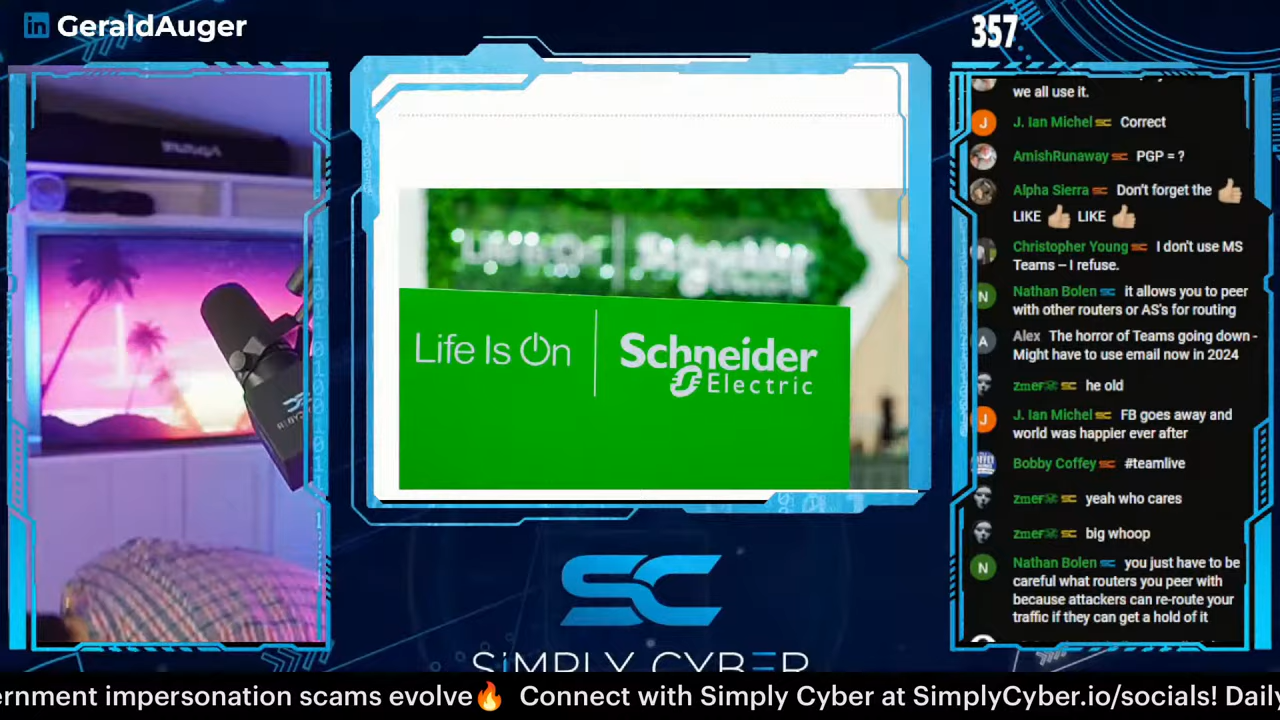 in GeraldAuger
357
Life Is On
Schneider
Electric
SC
SiMPLY CYBER
we all use it.
J. Ian Michel Correct
AmishRunaway PGP = ?
Alpha Sierra Don't forget the
LIKE LIKE
Christopher Young I don't use MS
Teams – I refuse.
Nathan Bolen it allows you to peer
with other routers or AS's for routing
Alex The horror of Teams going down -
Might have to use email now in 2024
zmer he old
J. Ian Michel FB goes away and
world was happier ever after
Bobby Coffey #teamlive
zmer yeah who cares
zmer big whoop
Nathan Bolen you just have to be
careful what routers you peer with
because attackers can re-route your
traffic if they can get a hold of it
ernment impersonation scams evolve🔥 Connect with Simply Cyber at SimplyCyber.io/socials! Daily